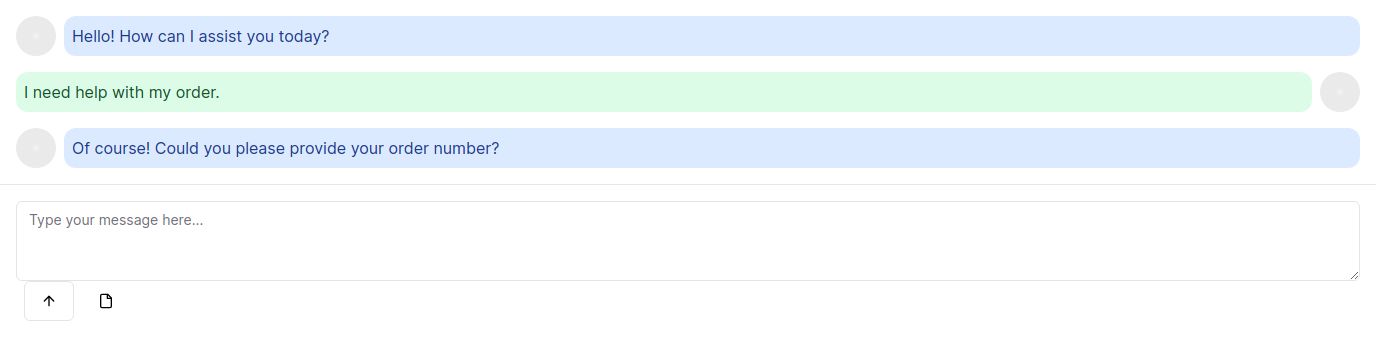 Hello! How can I assist you today?
I need help with my order.
Of course! Could you please provide your order number?
Type your message here...